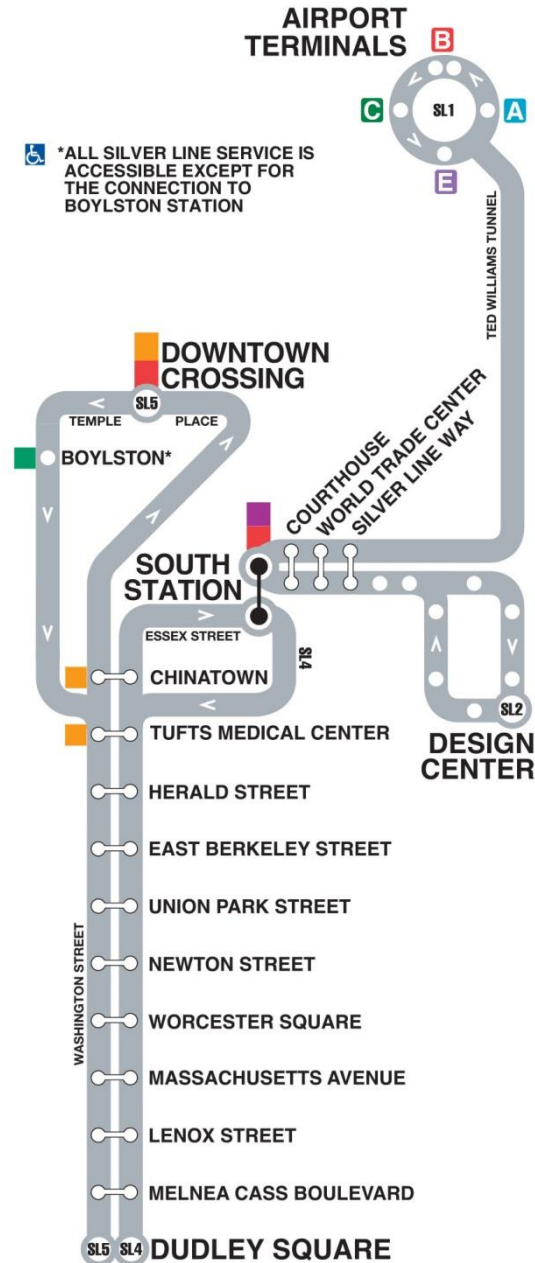 AIRPORT
TERMINALS
B
C
SL1
A
E
*ALL SILVER LINE SERVICE IS
ACCESSIBLE EXCEPT FOR
THE CONNECTION TO
BOYLSTON STATION
TED WILLIAMS TUNNEL
DOWNTOWN
CROSSING
SL5
TEMPLE PLACE
BOYLSTON*
COURTHOUSE
WORLD TRADE CENTER
SILVER LINE WAY
SOUTH
STATION
ESSEX STREET
SL4
CHINATOWN
SL2
DESIGN
CENTER
TUFTS MEDICAL CENTER
HERALD STREET
EAST BERKELEY STREET
UNION PARK STREET
NEWTON STREET
WASHINGTON STREET
WORCESTER SQUARE
MASSACHUSETTS AVENUE
LENOX STREET
MELNEA CASS BOULEVARD
SL5 SL4 DUDLEY SQUARE